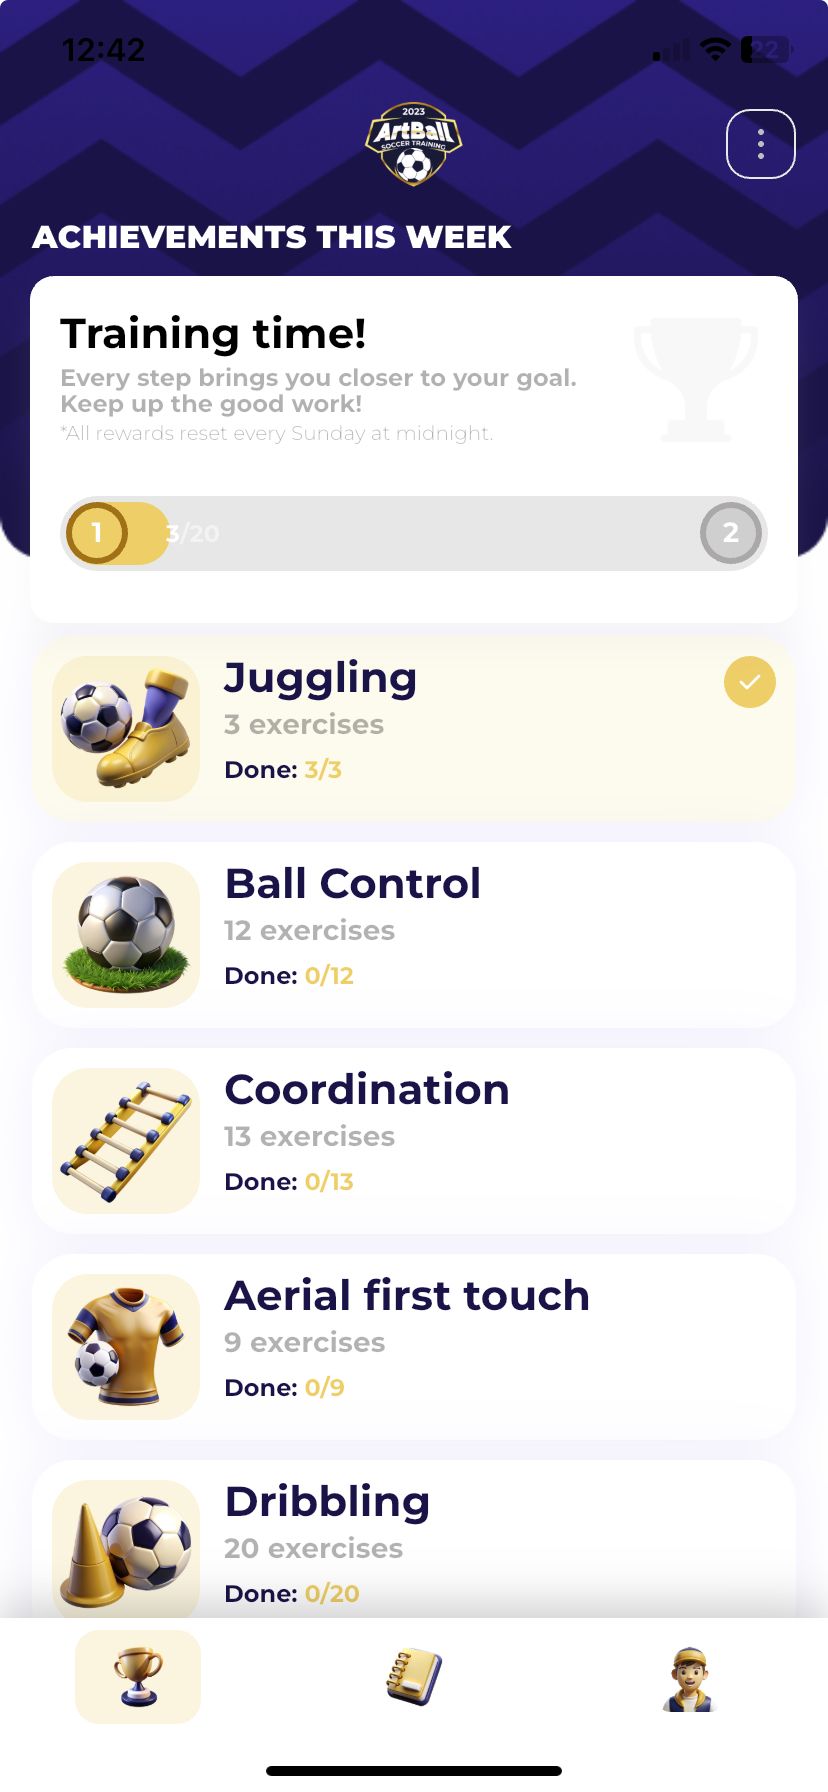 12:42
22
2023
ArtBall
SOCCER TRAINING
ACHIEVEMENTS THIS WEEK
Training time!
Every step brings you closer to your goal.
Keep up the good work!
*All rewards reset every Sunday at midnight.
1 3/20 2
Juggling
3 exercises
Done: 3/3
Ball Control
12 exercises
Done: 0/12
Coordination
13 exercises
Done: 0/13
Aerial first touch
9 exercises
Done: 0/9
Dribbling
20 exercises
Done: 0/20